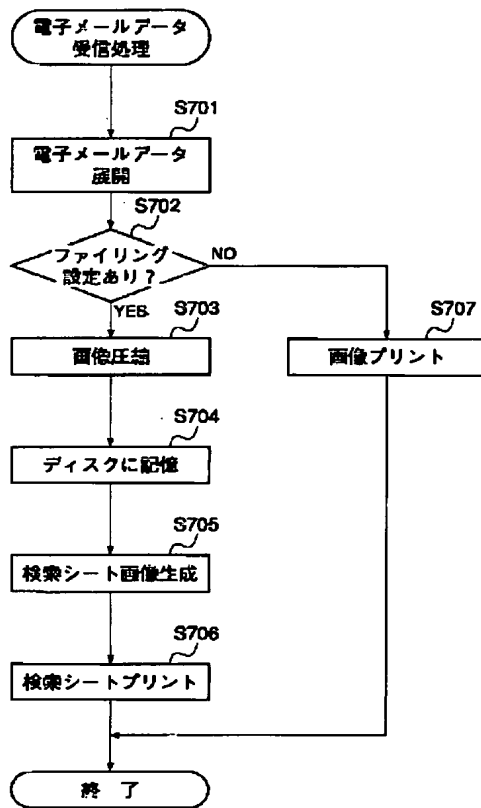 電子メールデータ
受信処理
S701
電子メールデータ
展開
S702
ファイリング
設定あり？
NO
YES
S703
画像圧縮
S707
画像プリント
S704
ディスクに記憶
S705
検索シート画像生成
S706
検索シートプリント
終 了